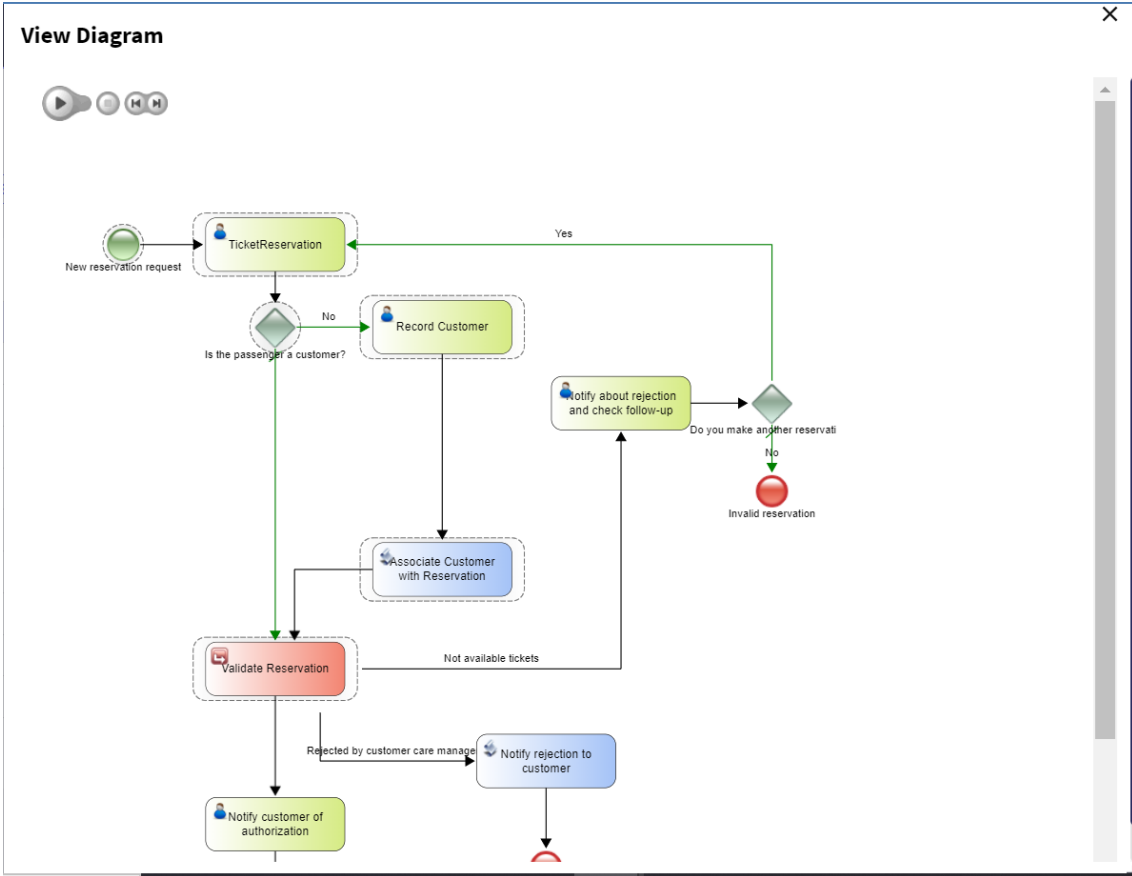 View Diagram
Yes
TicketReservation
New reservation request
No
Record Customer
Is the passenger a customer?
Notify about rejection
and check follow-up
Do you make another reservati
No
Invalid reservation
Associate Customer
with Reservation
Not available tickets
Validate Reservation
Rejected by customer care manage
Notify rejection to
customer
Notify customer of
authorization